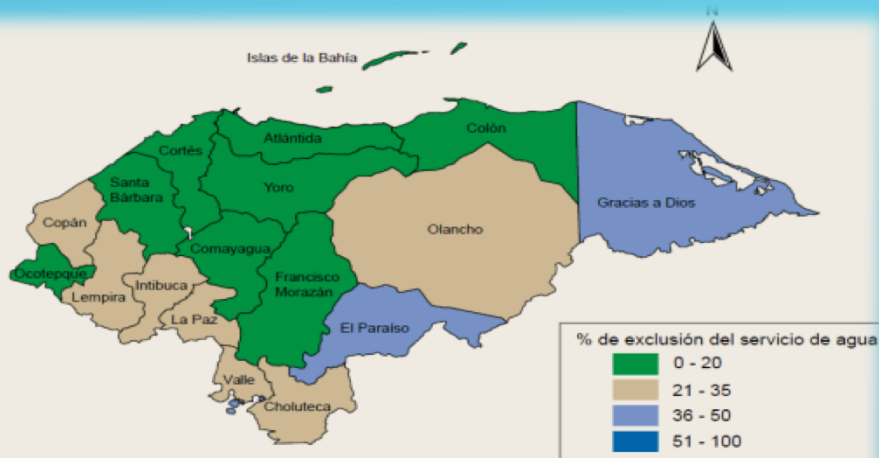 N
Islas de la Bahía
Atlántida
Colón
Cortés
Santa
Bárbara
Yoro
Gracias a Dios
Copán
Olancho
Comayagua
Ocotepque
Francisco
Morazán
Intibuca
Lempira
La Paz
El Paraíso
Valle
Choluteca
% de exclusión del servicio de agua
0 - 20
21 - 35
36 - 50
51 - 100